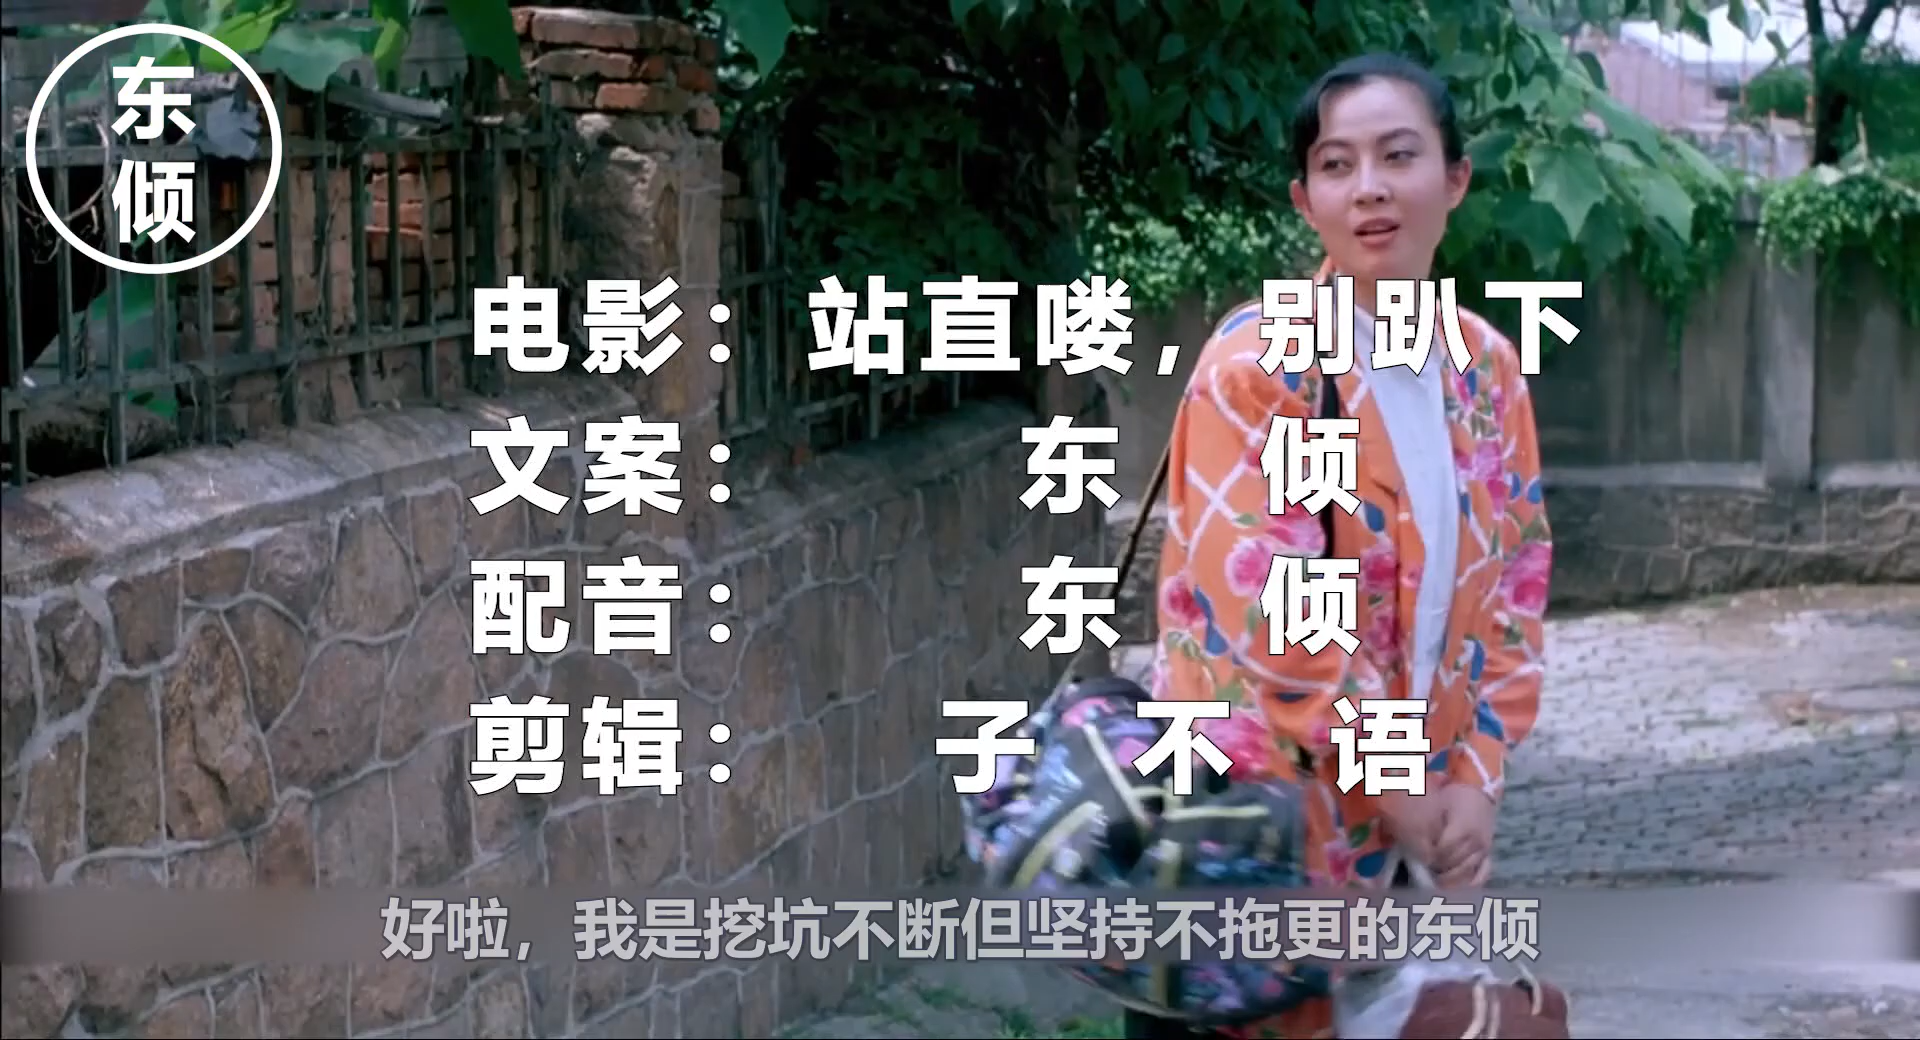 东
倾
电影：站直喽，别趴下
文案：东倾
配音：东倾
剪辑：子不语
好啦，我是挖坑不断但坚持不拖更的东倾